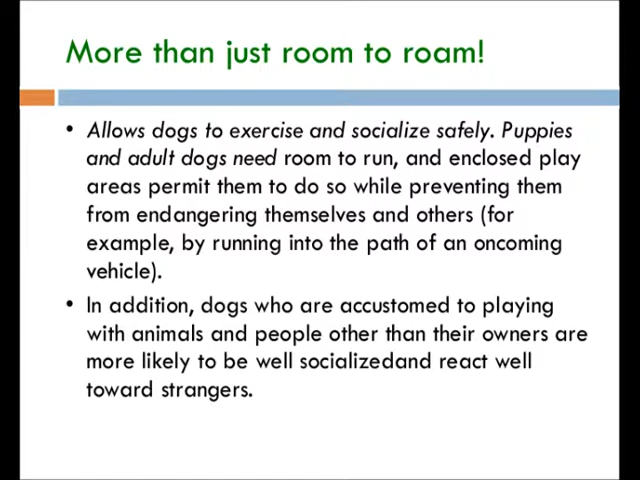 More than just room to roam!
• Allows dogs to exercise and socialize safely. Puppies
and adult dogs need room to run, and enclosed play
areas permit them to do so while preventing them
from endangering themselves and others (for
example, by running into the path of an oncoming
vehicle).
• In addition, dogs who are accustomed to playing
with animals and people other than their owners are
more likely to be well socializedand react well
toward strangers.